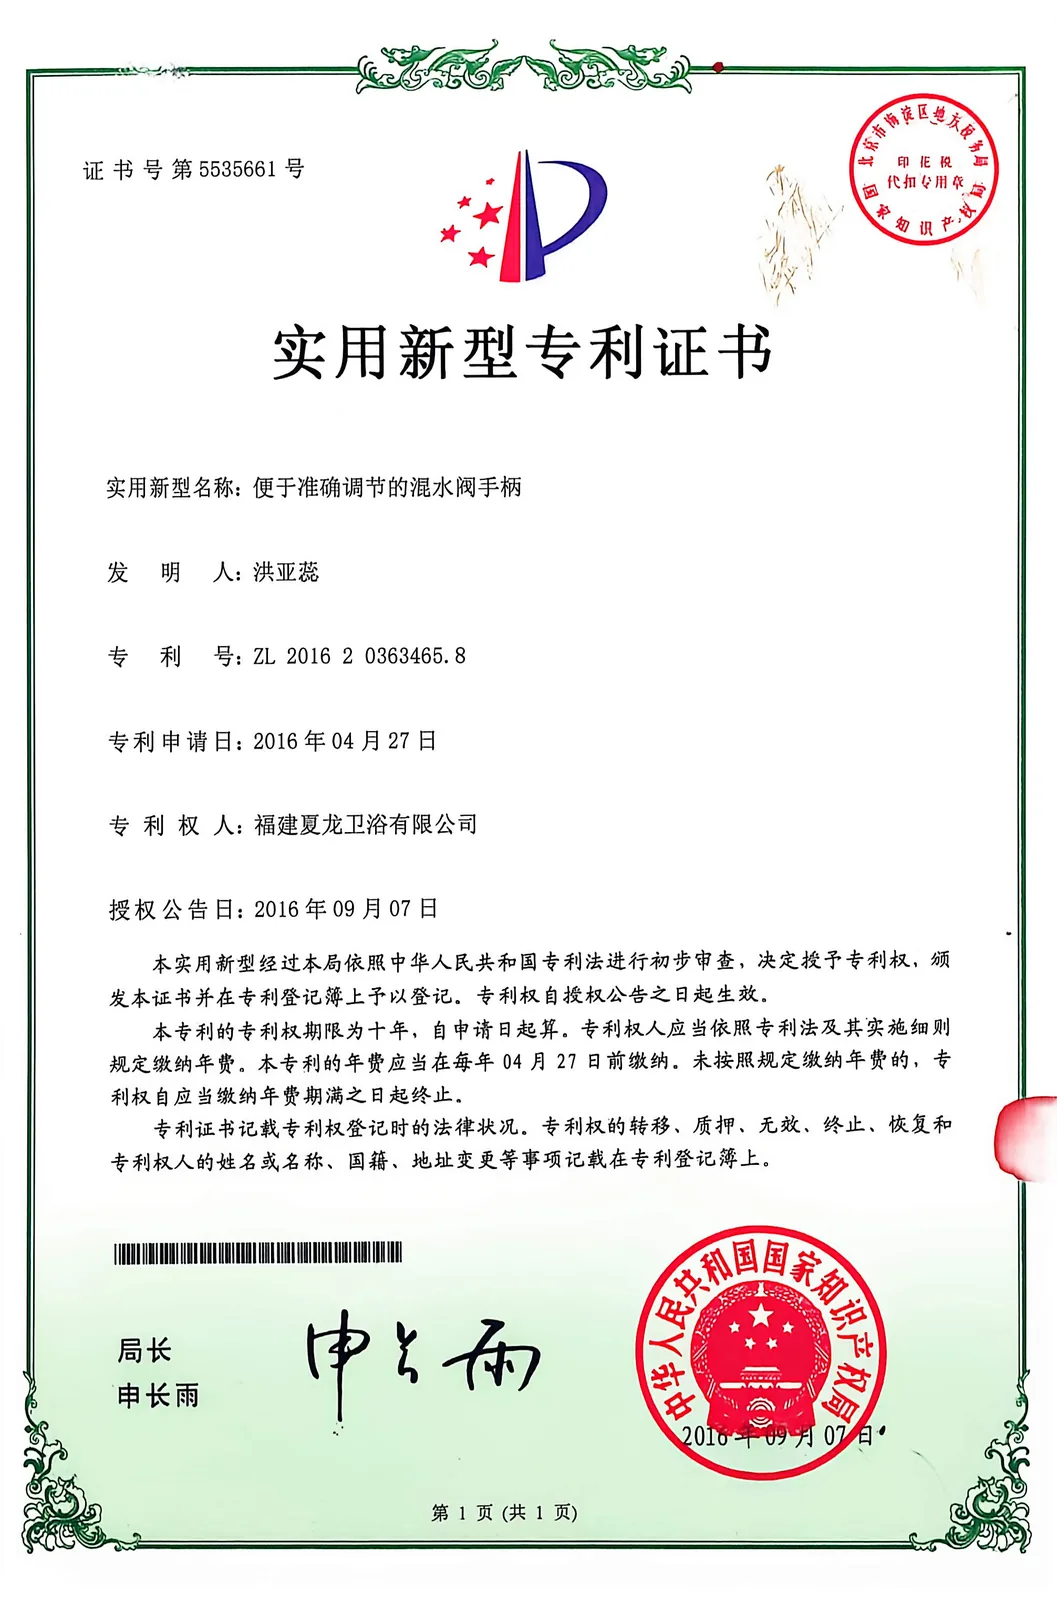 证书号第5535661号
北京市海淀区地方税务局
印花税
代扣专用章
国家知识产权局
实用新型专利证书
实用新型名称：便于准确调节的混水阀手柄
发明人：洪亚蕊
专利号：ZL 2016 2 0363465.8
专利申请日：2016年04月27日
专利权人：福建夏龙卫浴有限公司
授权公告日：2016年09月07日
本实用新型经过本局依照中华人民共和国专利法进行初步审查，决定授予专利权，颁
发本证书并在专利登记簿上予以登记。专利权自授权公告之日起生效。
本专利的专利权期限为十年，自申请日起算。专利权人应当依照专利法及其实施细则
规定缴纳年费。本专利的年费应当在每年04月27日前缴纳。未按照规定缴纳年费的，专
利权自应当缴纳年费期满之日起终止。
专利证书记载专利权登记时的法律状况。专利权的转移、质押、无效、终止、恢复和
专利权人的姓名或名称、国籍、地址变更等事项记载在专利登记簿上。
局长
申长雨
申长雨
中华人民共和国国家知识产权局
2016年09月07日
第1页(共1页)